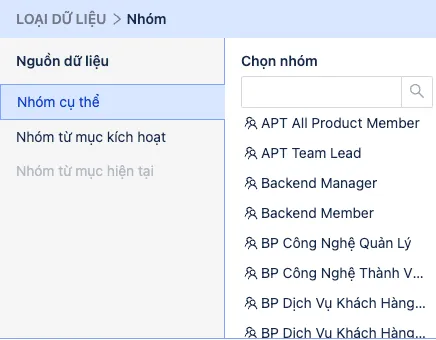 LOẠI DỮ LIỆU > Nhóm
Nguồn dữ liệu
Nhóm cụ thể
Nhóm từ mục kích hoạt
Nhóm từ mục hiện tại
Chọn nhóm
APT All Product Member
APT Team Lead
Backend Manager
Backend Member
BP Công Nghệ Quản Lý
BP Công Nghệ Thành V...
BP Dịch Vụ Khách Hàng...
BP Dịch Vụ Khách Hàng...